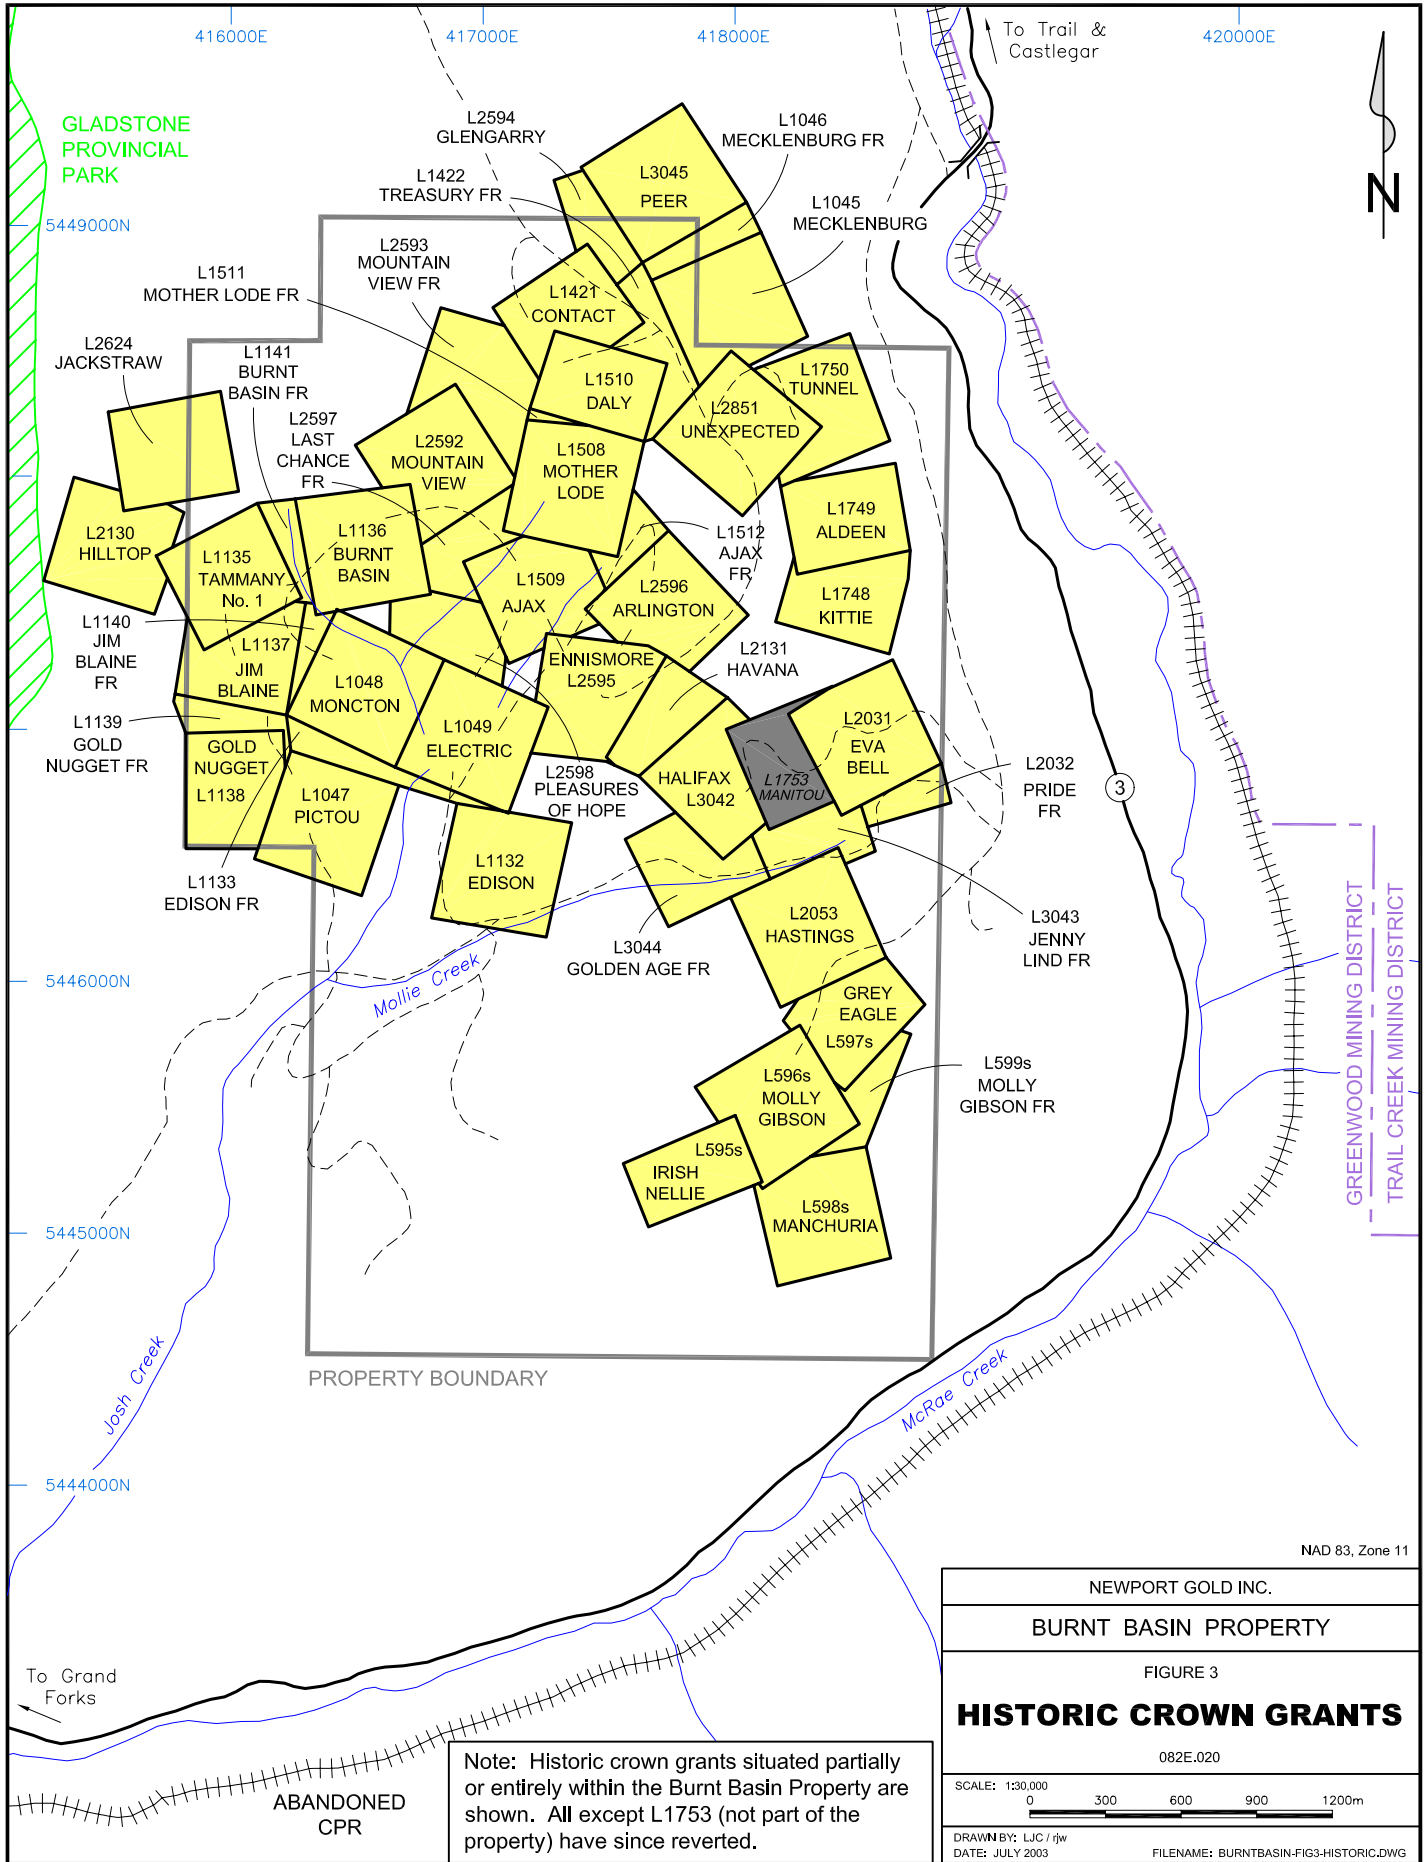 416000E
417000E
418000E
420000E
To Trail &
Castlegar
N
GLADSTONE
PROVINCIAL
PARK
L2594
GLENGARRY
L1046
MECKLENBURG FR
L3045
PEER
L1422
TREASURY FR
L1045
MECKLENBURG
5449000N
L2593
MOUNTAIN
VIEW FR
L1511
MOTHER LODE FR
L1421
CONTACT
L2624
JACKSTRAW
L1141
BURNT
BASIN FR
L1510
DALY
L1750
TUNNEL
L2851
UNEXPECTED
L2597
LAST
CHANCE
FR
L2592
MOUNTAIN
VIEW
L1508
MOTHER
LODE
L1749
ALDEEN
L2130
HILLTOP
L1135
TAMMANY
No. 1
L1136
BURNT
BASIN
L1512
AJAX
FR
L1509
AJAX
L2596
ARLINGTON
L1748
KITTIE
L1140
JIM
BLAINE
FR
L1137
JIM
BLAINE
ENNISMORE
L2595
L2131
HAVANA
L1048
MONCTON
L1139
GOLD
NUGGET FR
L1049
ELECTRIC
L2031
EVA
BELL
GOLD
NUGGET
L1138
L2598
PLEASURES
OF HOPE
HALIFAX
L3042
L1753
MANITOU
L2032
PRIDE
FR
3
L1047
PICTOU
L1132
EDISON
L1133
EDISON FR
L2053
HASTINGS
L3043
JENNY
LIND FR
L3044
GOLDEN AGE FR
GREENWOOD MINING DISTRICT
TRAIL CREEK MINING DISTRICT
5446000N
Mollie Creek
GREY
EAGLE
L597s
L596s
MOLLY
GIBSON
L599s
MOLLY
GIBSON FR
L595s
IRISH
NELLIE
L598s
MANCHURIA
5445000N
PROPERTY BOUNDARY
Josh Creek
McRae Creek
5444000N
NAD 83, Zone 11
To Grand
Forks
ABANDONED
CPR
Note: Historic crown grants situated partially
or entirely within the Burnt Basin Property are
shown. All except L1753 (not part of the
property) have since reverted.
NEWPORT GOLD INC.
BURNT BASIN PROPERTY
FIGURE 3
HISTORIC CROWN GRANTS
082E.020
SCALE: 1:30,000
0 300 600 900 1200m
DRAWN BY: LJC / rjw
DATE: JULY 2003
FILENAME: BURNTBASIN-FIG3-HISTORIC.DWG